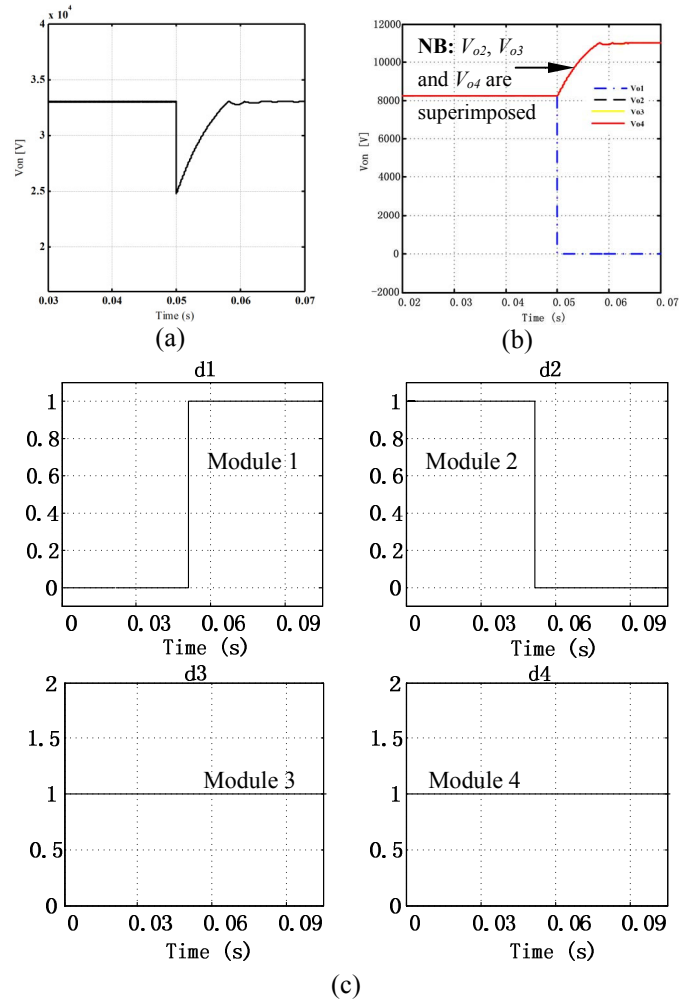 x 10⁴
4
3.5
3
2.5
2
0.03 0.04 0.05 0.06 0.07
Von [V]
Time (s)
(a)
12000
10000
8000
6000
4000
2000
0
-2000
0.02 0.03 0.04 0.05 0.06 0.07
Von [V]
Time (s)
NB: Vo2, Vo3
and Vo4 are
superimposed
Vo1
Vo2
Vo3
Vo4
(b)
d1
1
0.8
0.6
0.4
0.2
0
Module 1
0 0.03 0.06 0.09
Time (s)
d2
1
0.8
0.6
0.4
0.2
0
Module 2
0 0.03 0.06 0.09
Time (s)
d3
2
1.5
1
0.5
0
Module 3
0 0.03 0.06 0.09
Time (s)
d4
2
1.5
1
0.5
0
Module 4
0 0.03 0.06 0.09
Time (s)
(c)